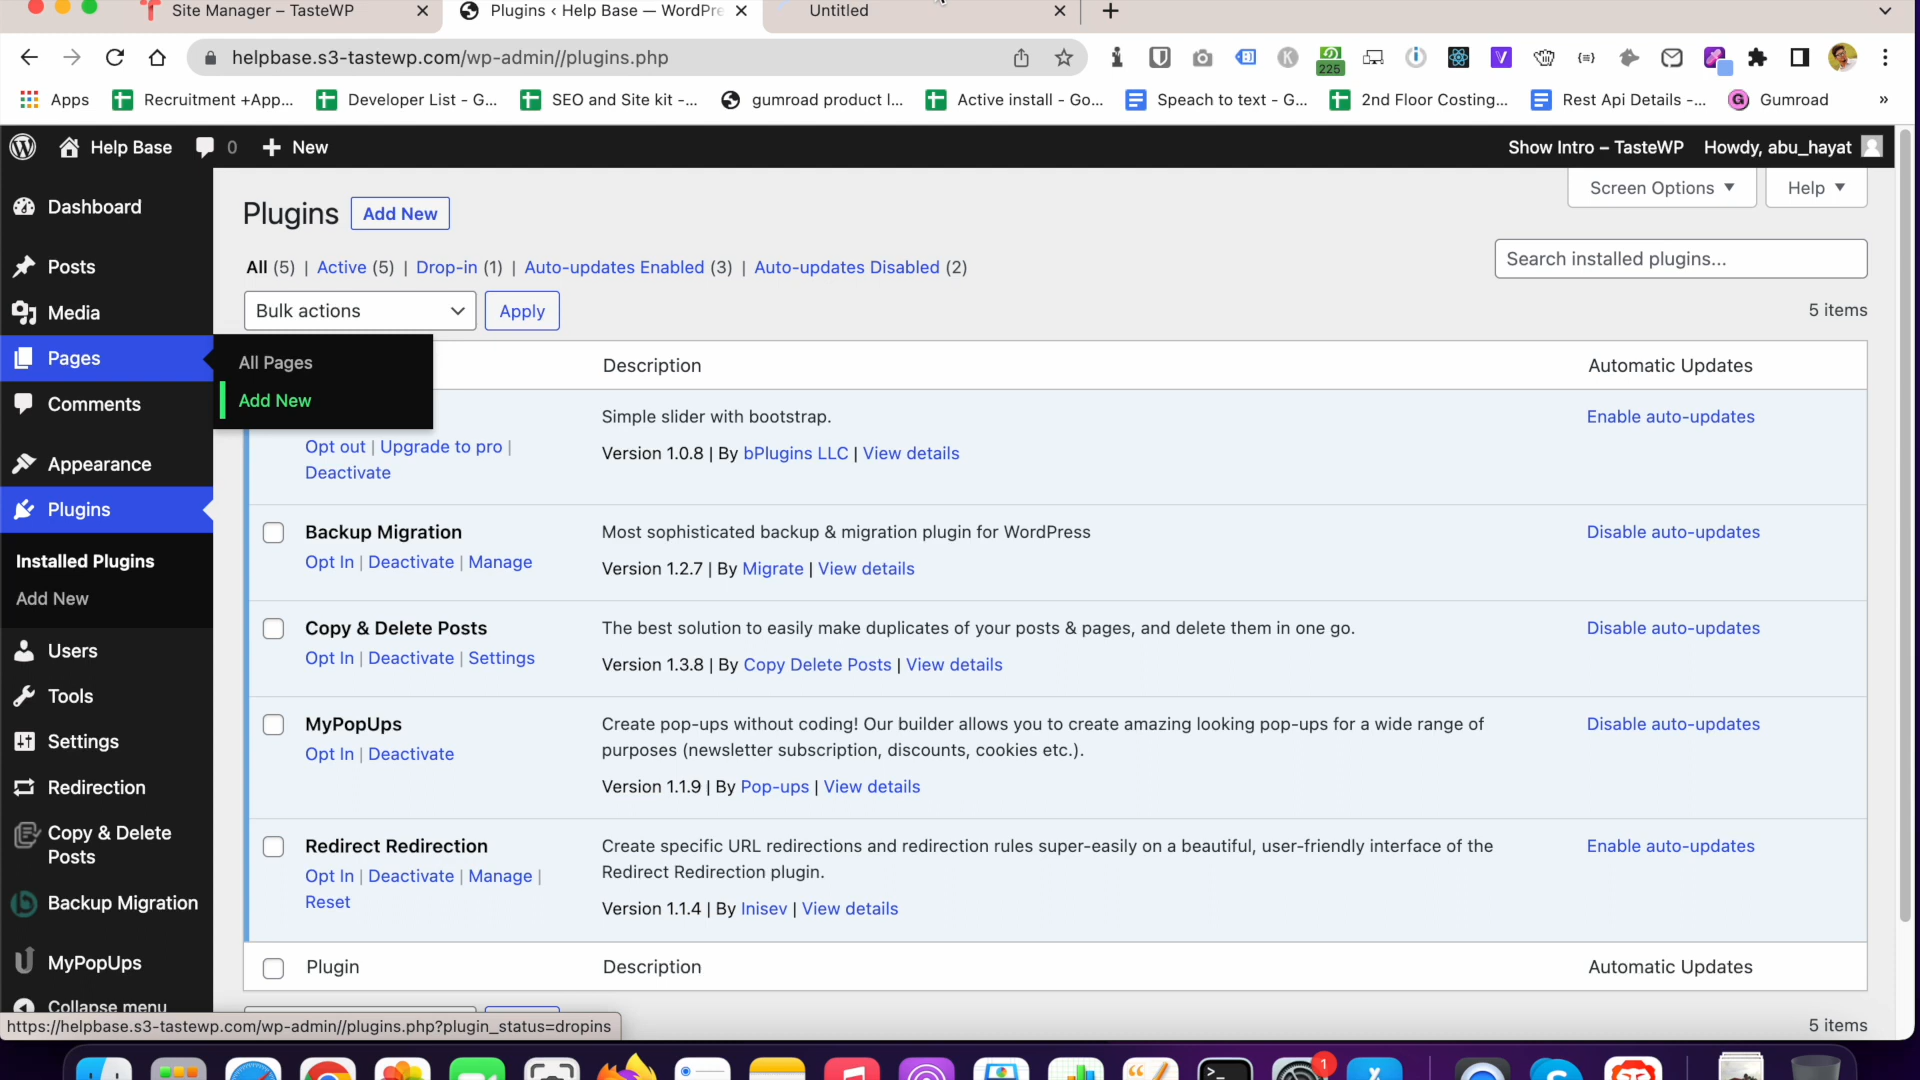 Site Manager – TasteWP
Plugins ‹ Help Base — WordPre
Untitled
helpbase.s3-tastewp.com/wp-admin//plugins.php
225
Apps
Recruitment +App...
Developer List - G...
SEO and Site kit -...
gumroad product l...
Active install - Go...
Speach to text - G...
2nd Floor Costing...
Rest Api Details -...
Gumroad
»
Help Base
0
New
Show Intro – TasteWP
Howdy, abu_hayat
Dashboard
Posts
Media
Pages
All Pages
Add New
Comments
Appearance
Plugins
Installed Plugins
Add New
Users
Tools
Settings
Redirection
Copy & Delete
Posts
Backup Migration
MyPopUps
Collapse menu
Screen Options
Help
Plugins
Add New
All (5) | Active (5) | Drop-in (1) | Auto-updates Enabled (3) | Auto-updates Disabled (2)
Search installed plugins...
Bulk actions
Apply
5 items
Description
Automatic Updates
Simple slider with bootstrap.
Enable auto-updates
Opt out | Upgrade to pro |
Deactivate
Version 1.0.8 | By bPlugins LLC | View details
Backup Migration
Opt In | Deactivate | Manage
Most sophisticated backup & migration plugin for WordPress
Version 1.2.7 | By Migrate | View details
Disable auto-updates
Copy & Delete Posts
Opt In | Deactivate | Settings
The best solution to easily make duplicates of your posts & pages, and delete them in one go.
Version 1.3.8 | By Copy Delete Posts | View details
Disable auto-updates
MyPopUps
Opt In | Deactivate
Create pop-ups without coding! Our builder allows you to create amazing looking pop-ups for a wide range of
purposes (newsletter subscription, discounts, cookies etc.).
Version 1.1.9 | By Pop-ups | View details
Disable auto-updates
Redirect Redirection
Opt In | Deactivate | Manage |
Reset
Create specific URL redirections and redirection rules super-easily on a beautiful, user-friendly interface of the
Redirect Redirection plugin.
Version 1.1.4 | By Inisev | View details
Enable auto-updates
Plugin
Description
Automatic Updates
5 items
https://helpbase.s3-tastewp.com/wp-admin//plugins.php?plugin_status=dropins
1